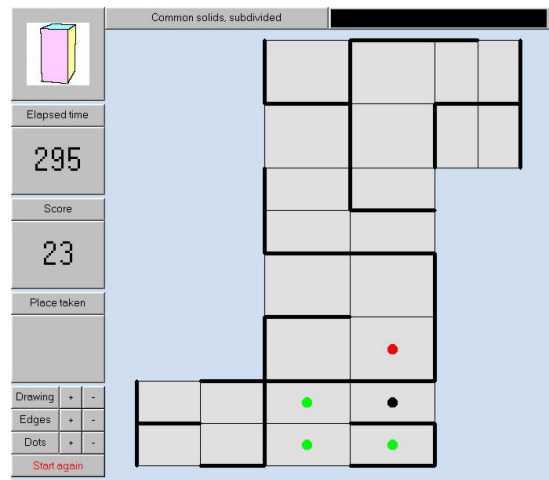 Common solids, subdivided
Elapsed time
295
Score
23
Place taken
Drawing + -
Edges + -
Dots + -
Start again